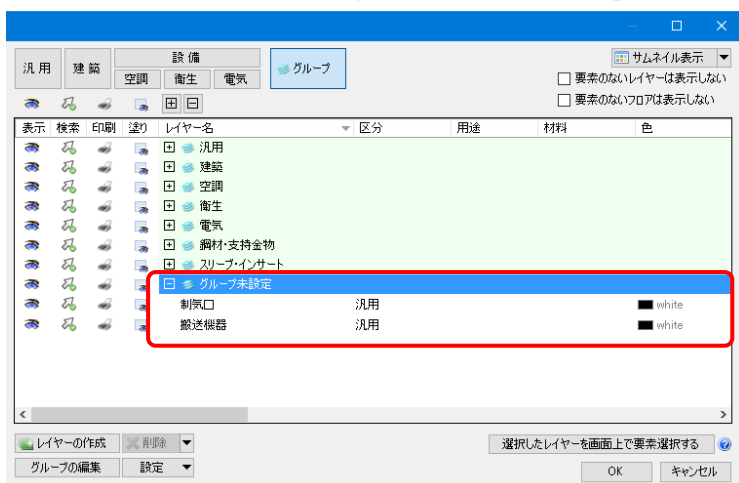 汎用 建築 設備 グループ サムネイル表示
空調 衛生 電気 要素のないレイヤーは表示しない
要素のないフロアは表示しない
表示 検索 印刷 塗り レイヤー名 区分 用途 材料 色
汎用
建築
空調
衛生
電気
鋼材・支持金物
スリーブ・インサート
グループ未設定
制気口 汎用 white
搬送機器 汎用 white
レイヤーの作成 削除 選択したレイヤーを画面上で要素選択する
グループの編集 設定 OK キャンセル